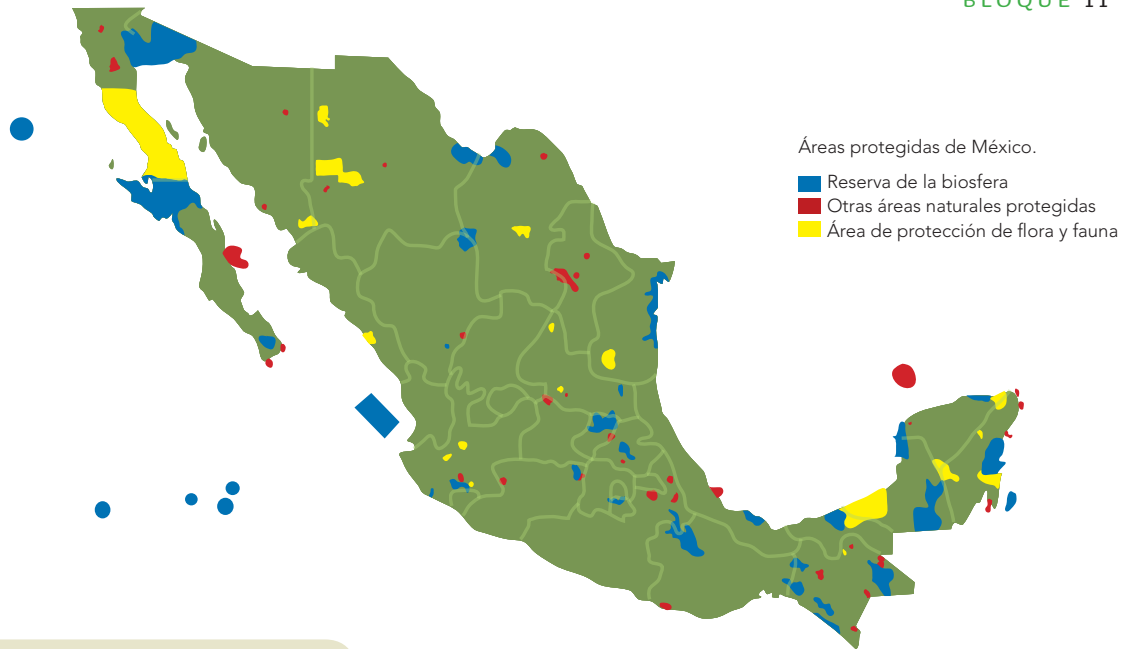 BLOQUE 11
Áreas protegidas de México.
Reserva de la biosfera
Otras áreas naturales protegidas
Área de protección de flora y fauna